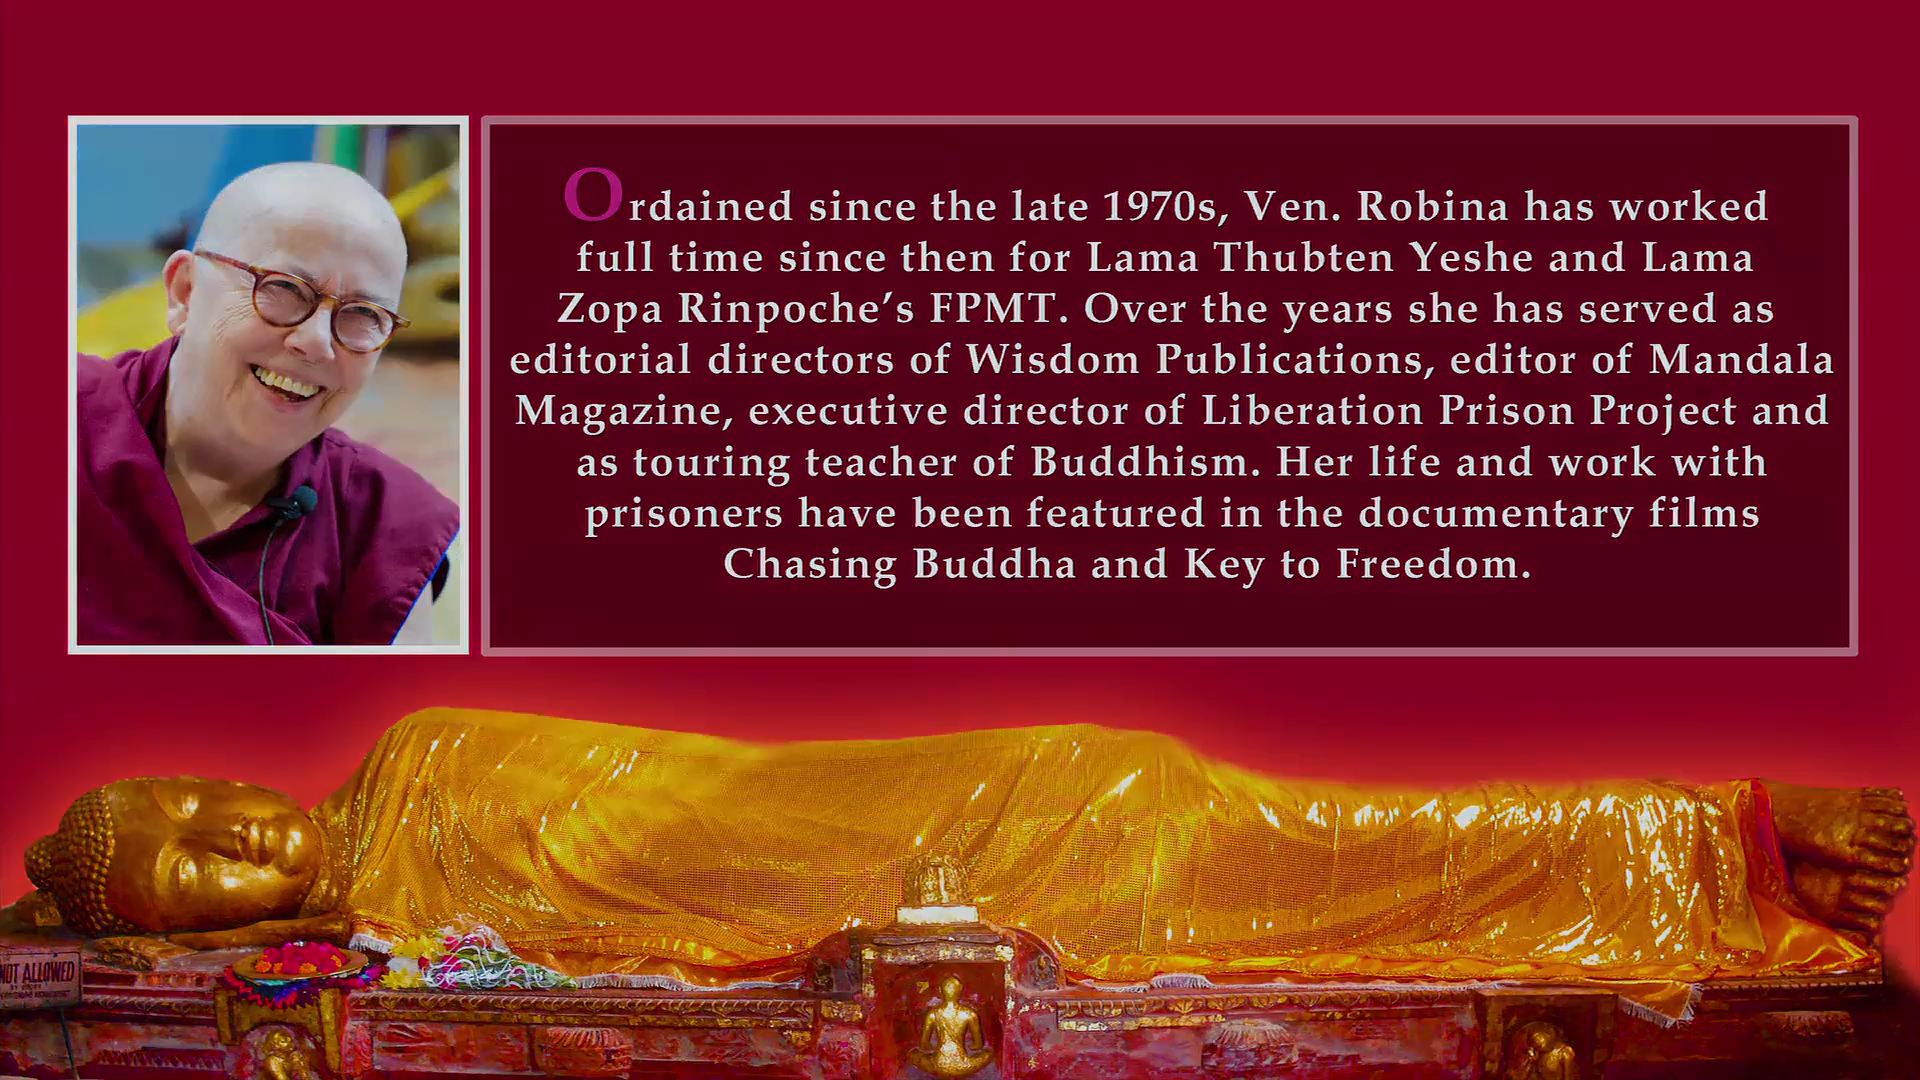 Ordained since the late 1970s, Ven. Robina has worked
full time since then for Lama Thubten Yeshe and Lama
Zopa Rinpoche’s FPMT. Over the years she has served as
editorial directors of Wisdom Publications, editor of Mandala
Magazine, executive director of Liberation Prison Project and
as touring teacher of Buddhism. Her life and work with
prisoners have been featured in the documentary films
Chasing Buddha and Key to Freedom.
NOT ALLOWED